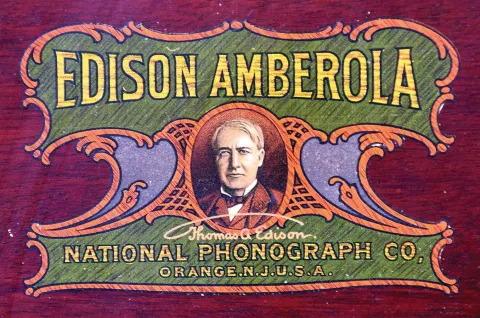 EDISON AMBEROLA
Thomas A Edison.
NATIONAL PHONOGRAPH CO,
ORANGE.N.J.U.S.A.